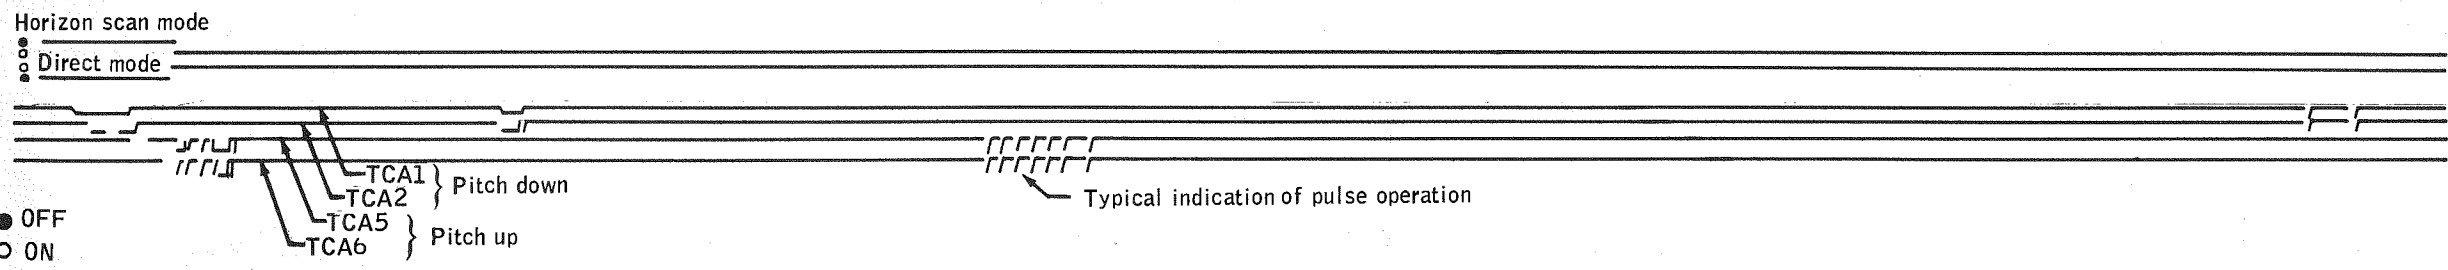 Horizon scan mode
Direct mode
TCA1
TCA2
Pitch down
TCA5
TCA6
Pitch up
Typical indication of pulse operation
OFF
ON